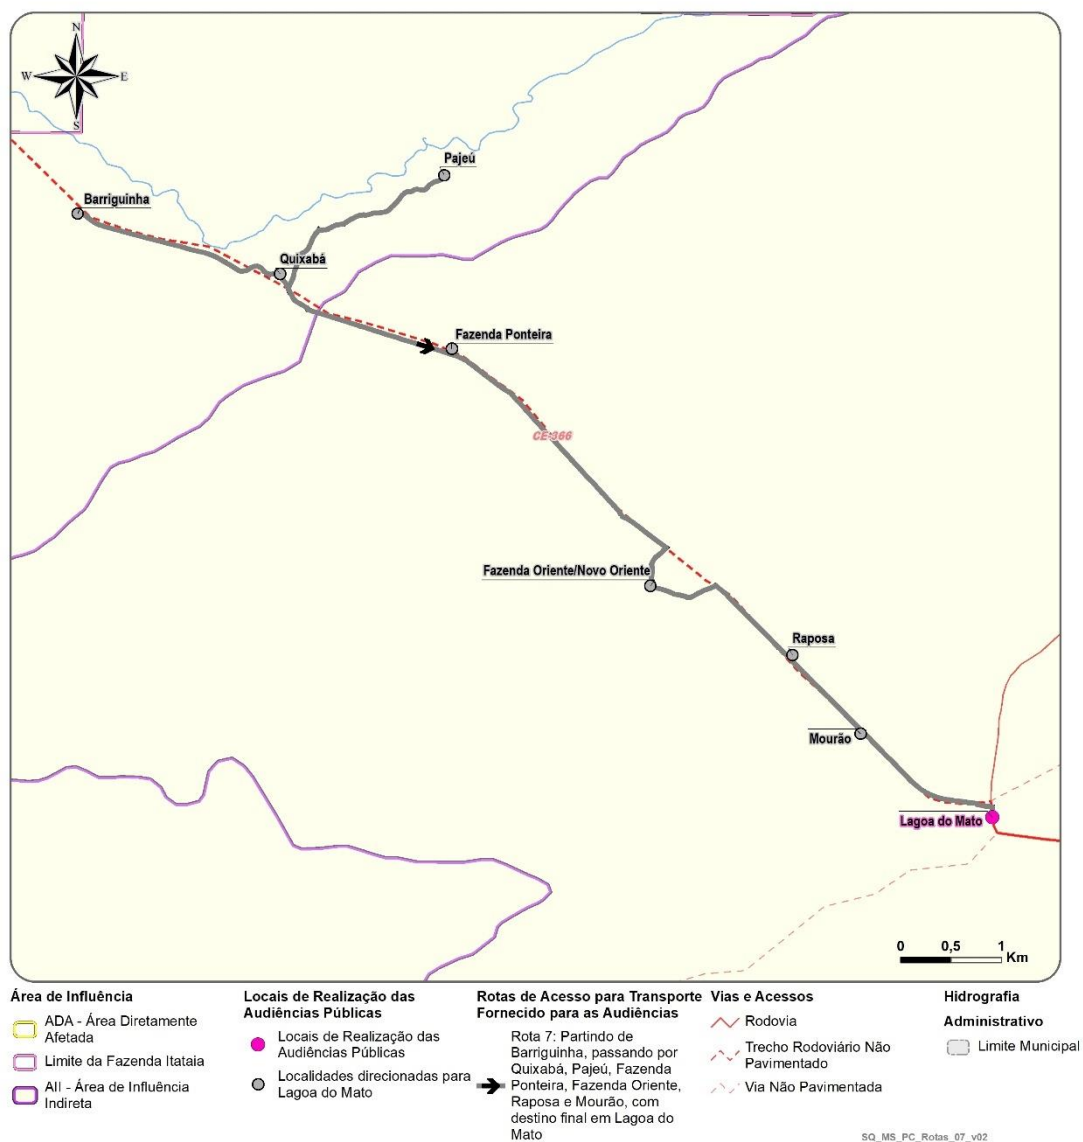 N
W
E
S
Pajeú
Barriguinha
Quixabá
Fazenda Ponteira
CE-366
Fazenda Oriente/Novo Oriente
Raposa
Mourão
Lagoa do Mato
0 0,5 1
Km
Área de Influência
ADA - Área Diretamente
Afetada
Limite da Fazenda Itataia
AII - Área de Influência
Indireta
Locais de Realização das
Audiências Públicas
Locais de Realização das
Audiências Públicas
Localidades direcionadas para
Lagoa do Mato
Rotas de Acesso para Transporte
Fornecido para as Audiências
Rota 7: Partindo de
Barriguinha, passando por
Quixabá, Pajeú, Fazenda
Ponteira, Fazenda Oriente,
Raposa e Mourão, com
destino final em Lagoa do
Mato
Vias e Acessos
Rodovia
Trecho Rodoviário Não
Pavimentado
Via Não Pavimentada
Hidrografia
Administrativo
Limite Municipal
SQ_MS_PC_Rotas_07_v02